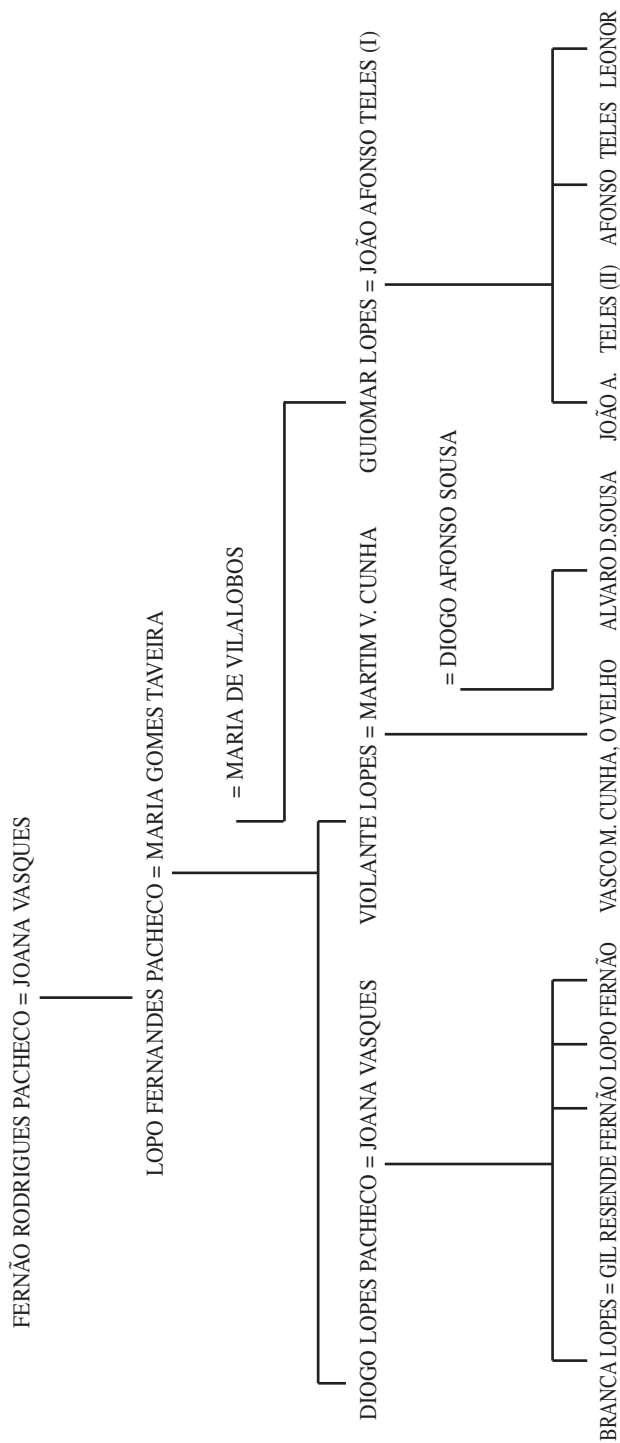 FERNÃO RODRIGUES PACHECO = JOANA VASQUES
LOPO FERNANDES PACHECO = MARIA GOMES TAVEIRA
= MARIA DE VILALOBOS
DIOGO LOPES PACHECO = JOANA VASQUES VIOLANTE LOPES = MARTIM V. CUNHA GUIOMAR LOPES = JOÃO AFONSO TELES (I)
= DIOGO AFONSO SOUSA
BRANCA LOPES = GIL RESENDE FERNÃO LOPO FERNÃO VASCO M. CUNHA, O VELHO ALVARO D.SOUSA JOÃO A. TELES (II) AFONSO TELES LEONOR